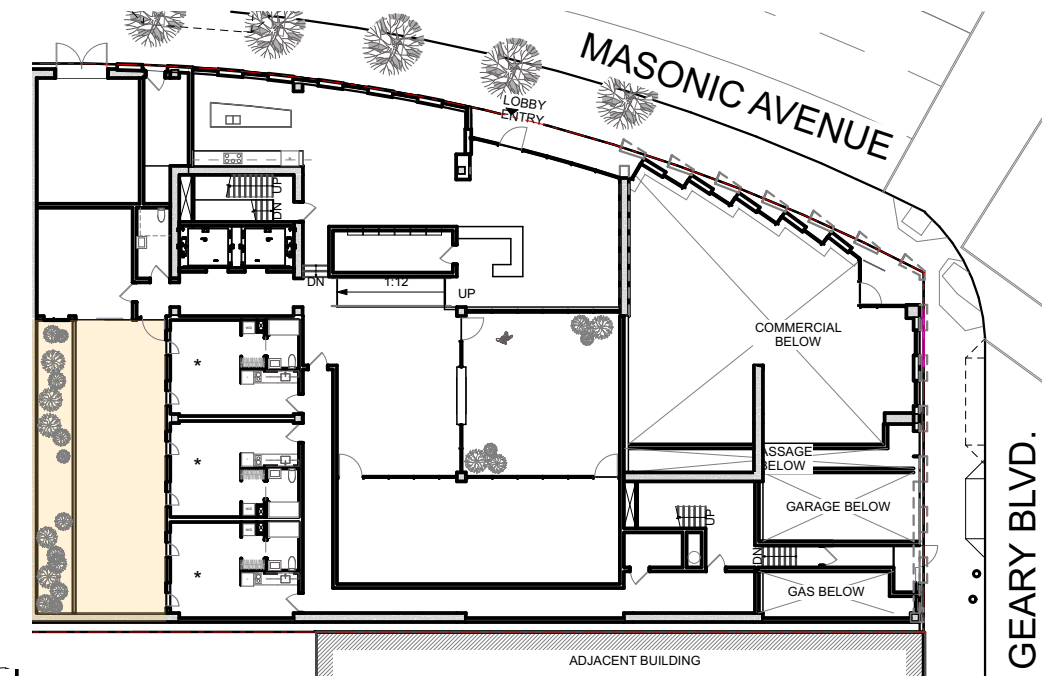 MASONIC AVENUE
LOBBY
ENTRY
UP
DN
DN
1:12
UP
COMMERCIAL
BELOW
*
*
*
ASSAGE
BELOW
GARAGE BELOW
UP
DN
GAS BELOW
GEARY BLVD.
ADJACENT BUILDING